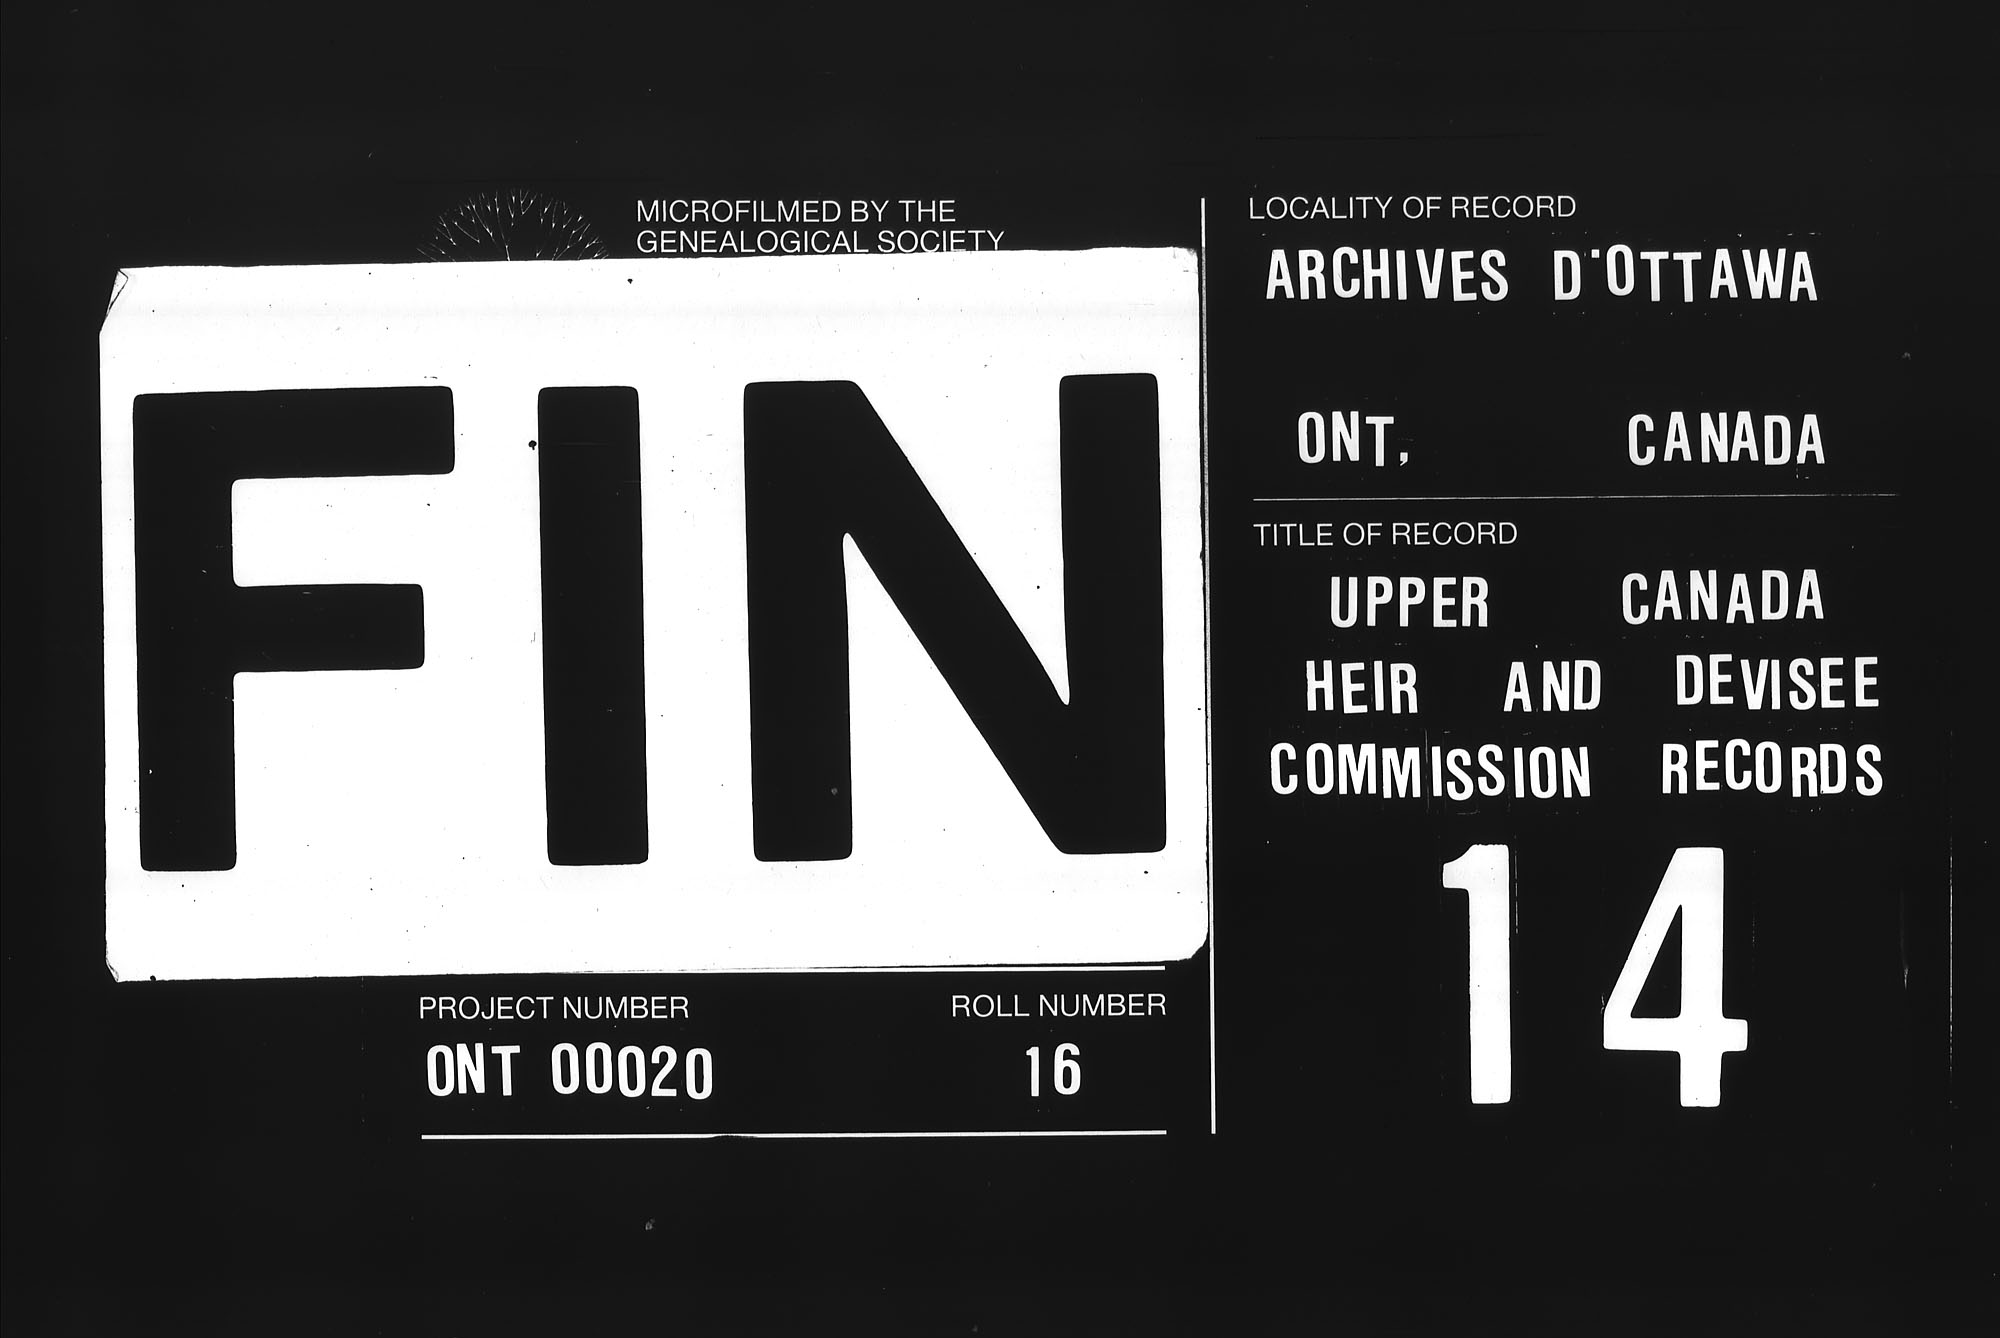 MICROFILMED BY THE
GENEALOGICAL SOCIETY
FIN
PROJECT NUMBER
ONT 00020
ROLL NUMBER
16
LOCALITY OF RECORD
ARCHIVES D'OTTAWA
ONT, CANADA
TITLE OF RECORD
UPPER CANADA
HEIR AND DEVISEE
COMMISSION RECORDS
14